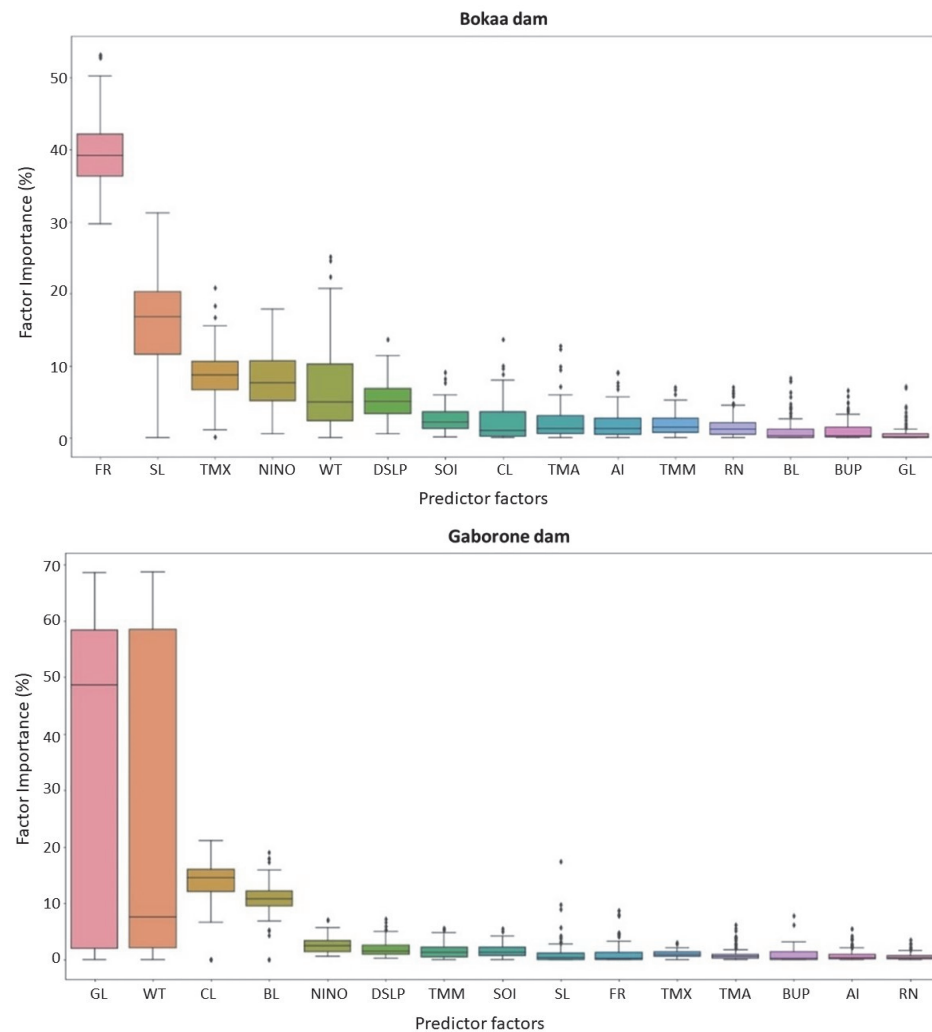 Bokaa dam
Factor Importance (%)
50
40
30
20
10
0
FR SL TMX NINO WT DSLP SOI CL TMA AI TMM RN BL BUP GL
Predictor factors
Gaborone dam
Factor Importance (%)
70
60
50
40
30
20
10
0
GL WT CL BL NINO DSLP TMM SOI SL FR TMX TMA BUP AI RN
Predictor factors